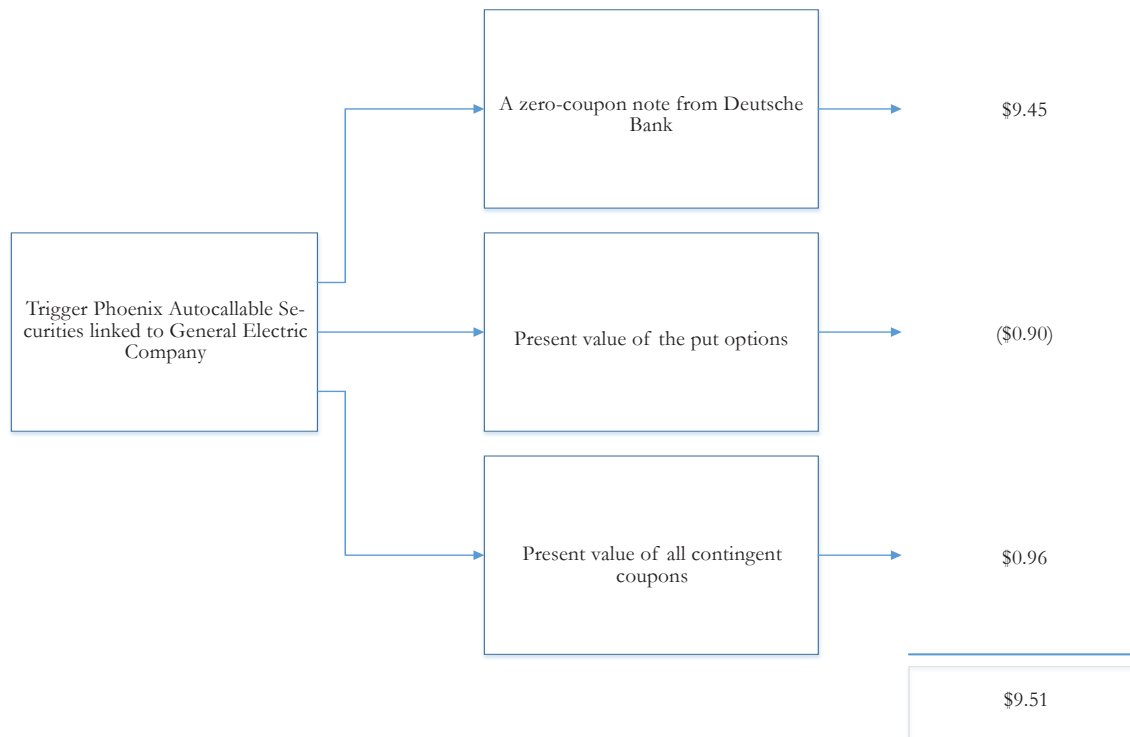 A zero-coupon note from Deutsche
Bank
$9.45
Trigger Phoenix Autocallable Se-
curities linked to General Electric
Company
Present value of the put options
($0.90)
Present value of all contingent
coupons
$0.96
$9.51